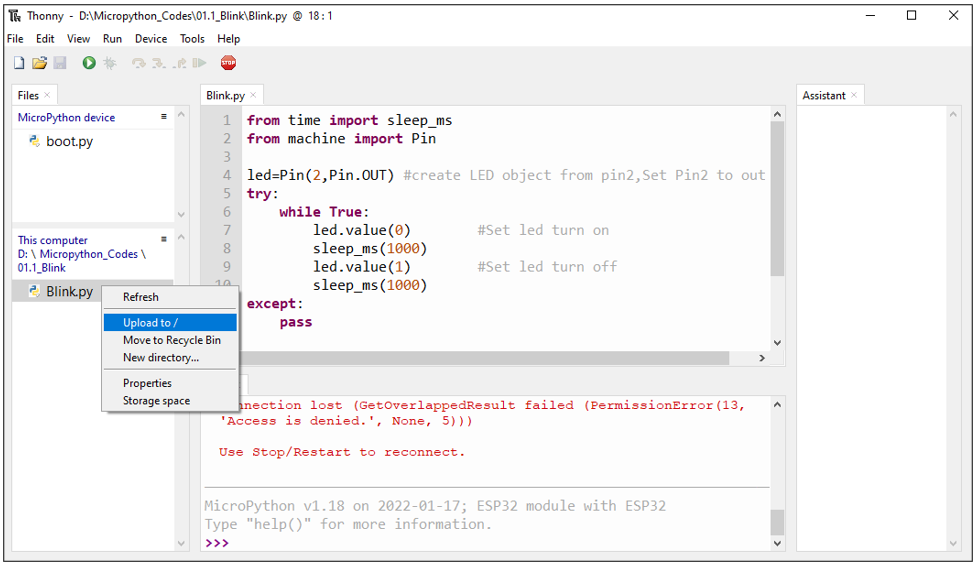 Thonny - D:\Micropython_Codes\01.1_Blink\Blink.py @ 18:1
File Edit View Run Device Tools Help
STOP
Files
MicroPython device
boot.py
This computer
D: \ Micropython_Codes \
01.1_Blink
Blink.py
Refresh
Upload to /
Move to Recycle Bin
New directory...
Properties
Storage space
Blink.py
1 from time import sleep_ms
2 from machine import Pin
3
4 led=Pin(2,Pin.OUT) #create LED object from pin2,Set Pin2 to out
5 try:
6 while True:
7 led.value(0) #Set led turn on
8 sleep_ms(1000)
9 led.value(1) #Set led turn off
10 sleep_ms(1000)
except:
pass
nnection lost (GetOverlappedResult failed (PermissionError(13,
'Access is denied.', None, 5)))
Use Stop/Restart to reconnect.
MicroPython v1.18 on 2022-01-17; ESP32 module with ESP32
Type "help()" for more information.
>>>
Assistant